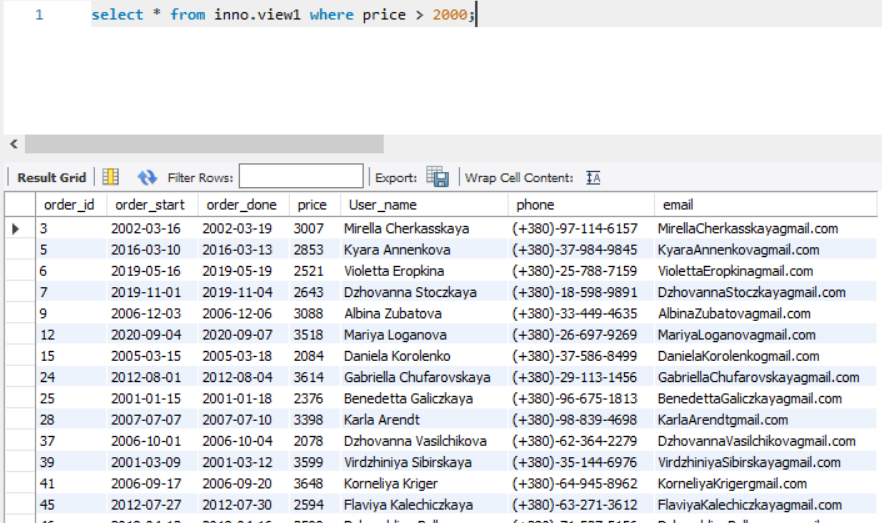 1 select * from inno.view1 where price > 2000;
Result Grid Filter Rows: Export: Wrap Cell Content: IA
order_id order_start order_done price User_name phone email
3 2002-03-16 2002-03-19 3007 Mirella Cherkasskaya (+380)-97-114-6157 MirellaCherkasskayagmail.com
5 2016-03-10 2016-03-13 2853 Kyara Annenkova (+380)-37-984-9845 KyaraAnnenkovagmail.com
6 2019-05-16 2019-05-19 2521 Violetta Eropkina (+380)-25-788-7159 ViolettaEropkinagmail.com
7 2019-11-01 2019-11-04 2643 Dzhovanna Stoczkaya (+380)-18-598-9891 DzhovannaStoczkayagmail.com
9 2006-12-03 2006-12-06 3088 Albina Zubatova (+380)-33-449-4635 AlbinaZubatovagmail.com
12 2020-09-04 2020-09-07 3518 Mariya Loganova (+380)-26-697-9269 MariyaLoganovagmail.com
15 2005-03-15 2005-03-18 2084 Daniela Korolenko (+380)-37-586-8499 DanielaKorolenkogmail.com
24 2012-08-01 2012-08-04 3614 Gabriella Chufarovskaya (+380)-29-113-1456 GabriellaChufarovskayagmail.com
25 2001-01-15 2001-01-18 2376 Benedetta Galiczkaya (+380)-96-675-1813 BenedettaGaliczkayagmail.com
28 2007-07-07 2007-07-10 3398 Karla Arendt (+380)-98-839-4698 KarlaArendtgmail.com
37 2006-10-01 2006-10-04 2078 Dzhovanna Vasilchikova (+380)-62-364-2279 DzhovannaVasilchikovagmail.com
39 2001-03-09 2001-03-12 3599 Virdzhiniya Sibirskaya (+380)-35-144-6976 VirdzhiniyaSibirskayagmail.com
41 2006-09-17 2006-09-20 3648 Korneliya Kriger (+380)-64-945-8962 KorneliyaKrigergmail.com
45 2012-07-27 2012-07-30 2594 Flaviya Kalechiczkaya (+380)-63-271-3612 FlaviyaKalechiczkayagmail.com